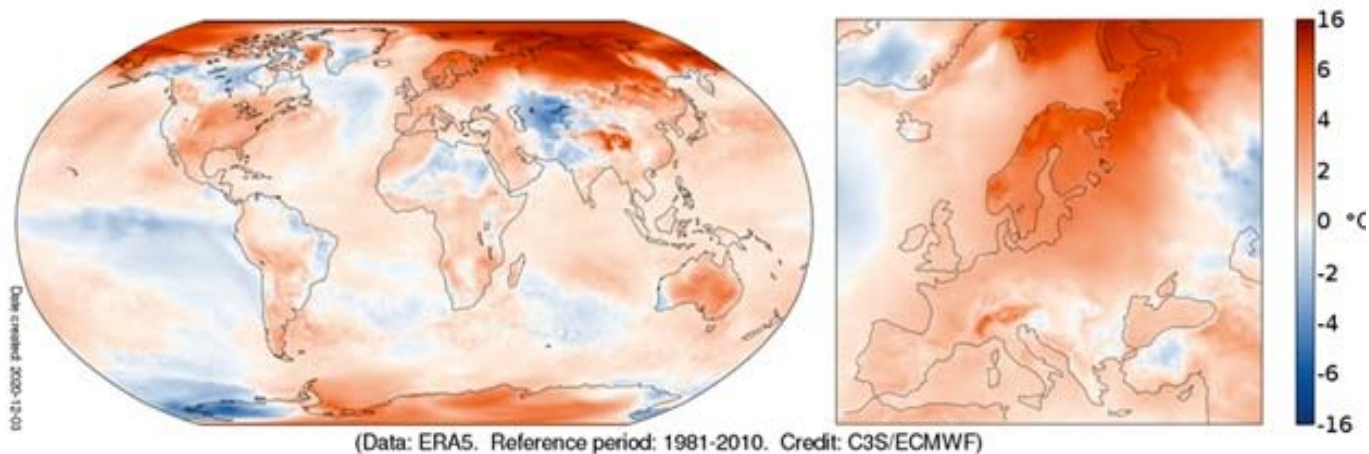 16
6
4
2
0 °C
-2
-4
-6
-16
Date created: 2020-12-03
(Data: ERA5. Reference period: 1981-2010. Credit: C3S/ECMWF)